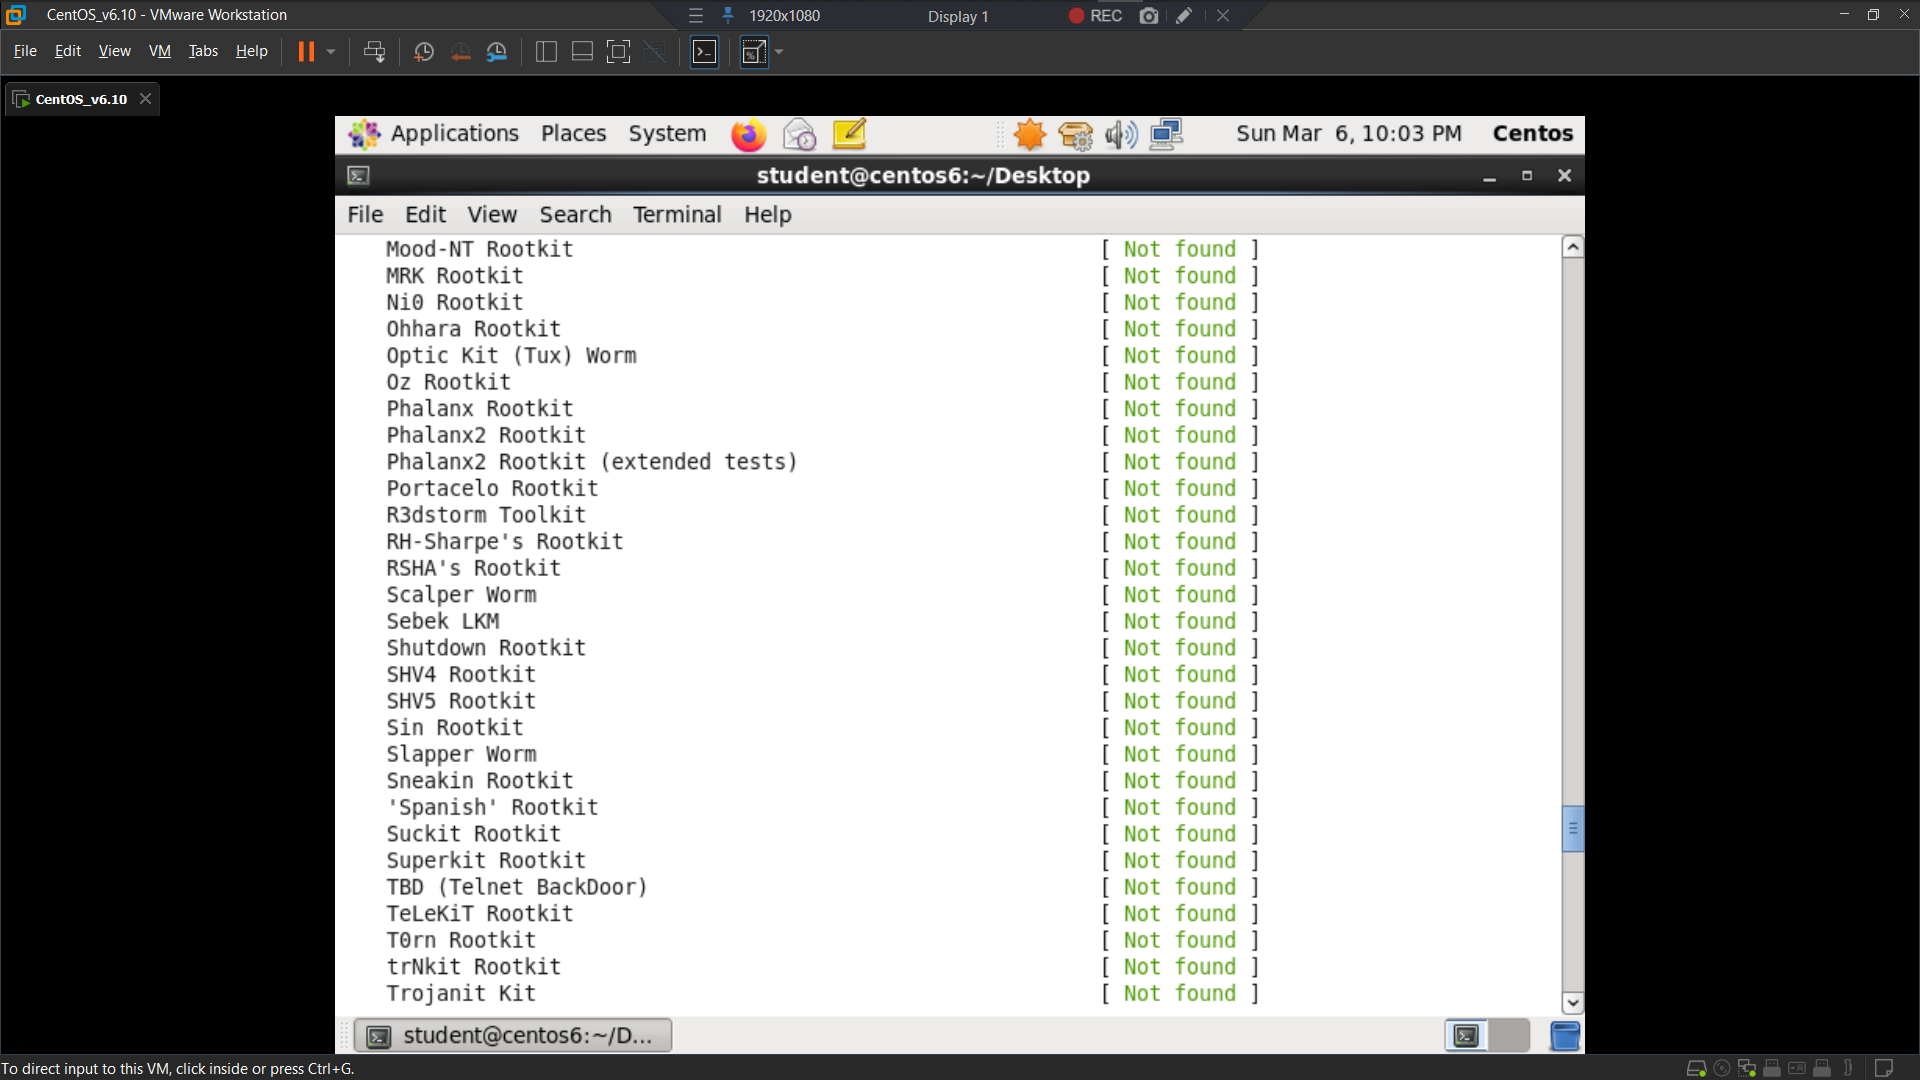 CentOS_v6.10 - VMware Workstation
1920x1080 Display 1 REC
File Edit View VM Tabs Help
CentOS_v6.10
Applications Places System Sun Mar 6, 10:03 PM Centos
student@centos6:~/Desktop
File Edit View Search Terminal Help
Mood-NT Rootkit [ Not found ]
MRK Rootkit [ Not found ]
Ni0 Rootkit [ Not found ]
Ohhara Rootkit [ Not found ]
Optic Kit (Tux) Worm [ Not found ]
Oz Rootkit [ Not found ]
Phalanx Rootkit [ Not found ]
Phalanx2 Rootkit [ Not found ]
Phalanx2 Rootkit (extended tests) [ Not found ]
Portacelo Rootkit [ Not found ]
R3dstorm Toolkit [ Not found ]
RH-Sharpe's Rootkit [ Not found ]
RSHA's Rootkit [ Not found ]
Scalper Worm [ Not found ]
Sebek LKM [ Not found ]
Shutdown Rootkit [ Not found ]
SHV4 Rootkit [ Not found ]
SHV5 Rootkit [ Not found ]
Sin Rootkit [ Not found ]
Slapper Worm [ Not found ]
Sneakin Rootkit [ Not found ]
'Spanish' Rootkit [ Not found ]
Suckit Rootkit [ Not found ]
Superkit Rootkit [ Not found ]
TBD (Telnet BackDoor) [ Not found ]
TeLeKiT Rootkit [ Not found ]
T0rn Rootkit [ Not found ]
trNkit Rootkit [ Not found ]
Trojanit Kit [ Not found ]
student@centos6:~/D...
To direct input to this VM, click inside or press Ctrl+G.